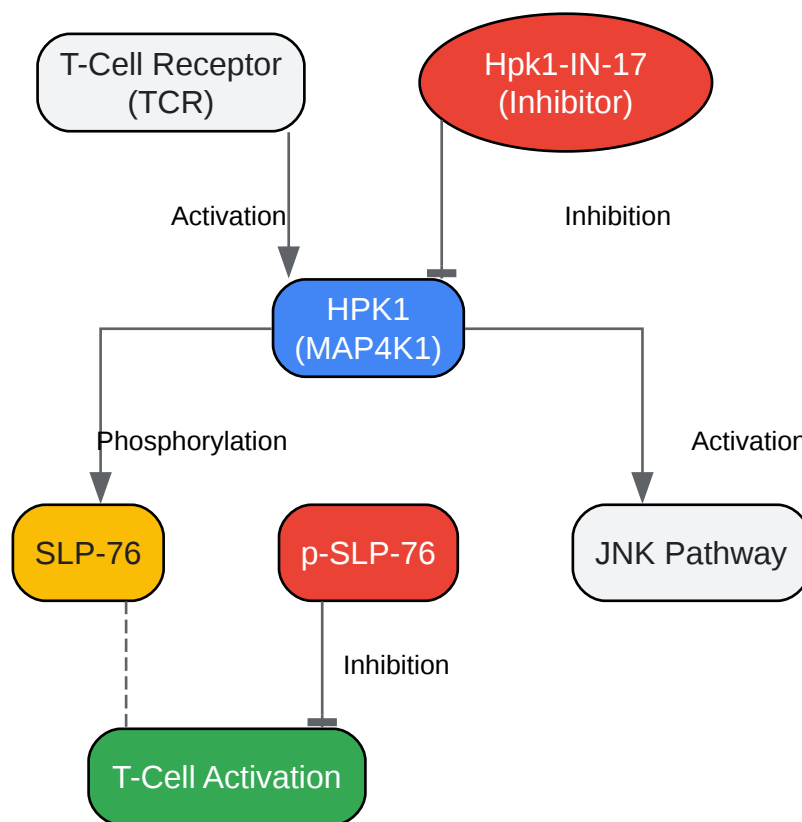 T-Cell Receptor
(TCR)
Hpk1-IN-17
(Inhibitor)
Activation
Inhibition
HPK1
(MAP4K1)
Phosphorylation
Activation
SLP-76
p-SLP-76
JNK Pathway
Inhibition
T-Cell Activation